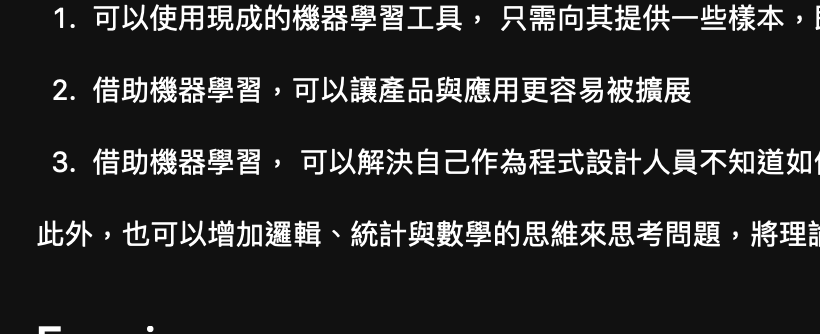 1. 可以使用現成的機器學習工具， 只需向其提供一些樣本，
2. 借助機器學習，可以讓產品與應用更容易被擴展
3. 借助機器學習， 可以解決自己作為程式設計人員不知道如
此外，也可以增加邏輯、統計與數學的思維來思考問題，將理